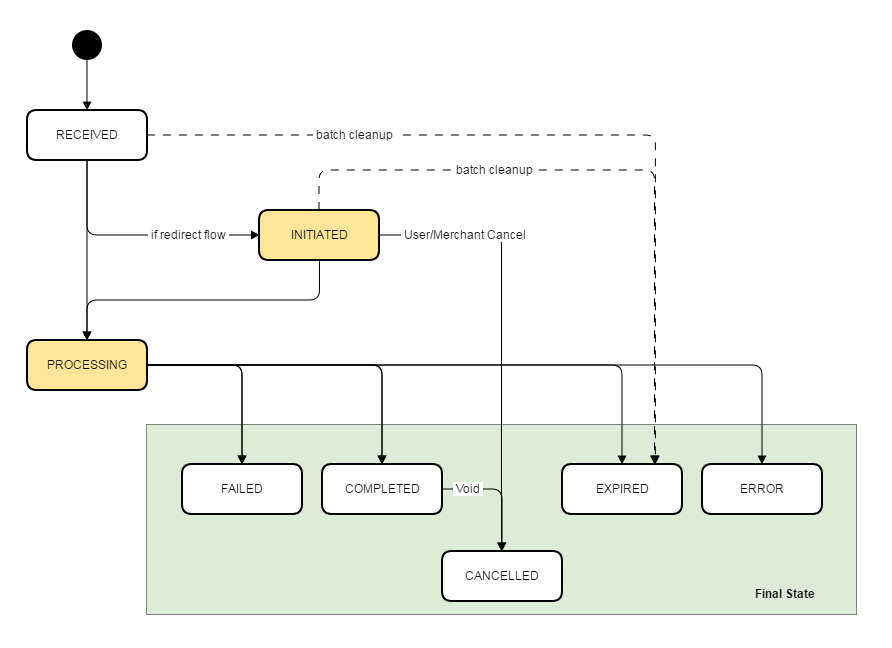 RECEIVED
batch cleanup
batch cleanup
if redirect flow
INITIATED
User/Merchant Cancel
PROCESSING
FAILED
COMPLETED
Void
EXPIRED
ERROR
CANCELLED
Final State